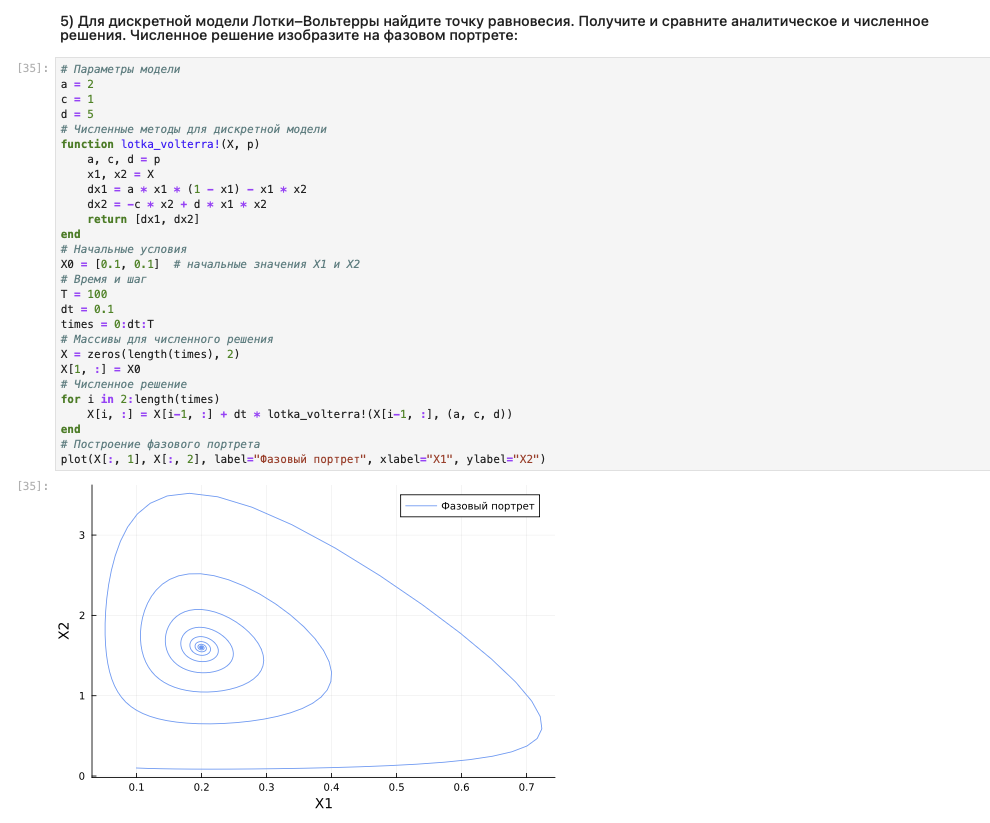 5) Для дискретной модели Лотки–Вольтерры найдите точку равновесия. Получите и сравните аналитическое и численное
решения. Численное решение изобразите на фазовом портрете:
[35]:
# Параметры модели
a = 2
c = 1
d = 5
# Численные методы для дискретной модели
function lotka_volterra!(X, p)
    a, c, d = p
    x1, x2 = X
    dx1 = a * x1 * (1 - x1) - x1 * x2
    dx2 = -c * x2 + d * x1 * x2
    return [dx1, dx2]
end
# Начальные условия
X0 = [0.1, 0.1]  # начальные значения X1 и X2
# Время и шаг
T = 100
dt = 0.1
times = 0:dt:T
# Массивы для численного решения
X = zeros(length(times), 2)
X[1, :] = X0
# Численное решение
for i in 2:length(times)
    X[i, :] = X[i-1, :] + dt * lotka_volterra!(X[i-1, :], (a, c, d))
end
# Построение фазового портрета
plot(X[:, 1], X[:, 2], label="Фазовый портрет", xlabel="X1", ylabel="X2")
[35]:
Фазовый портрет
3
2
X2
1
0
0.1 0.2 0.3 0.4 0.5 0.6 0.7
X1